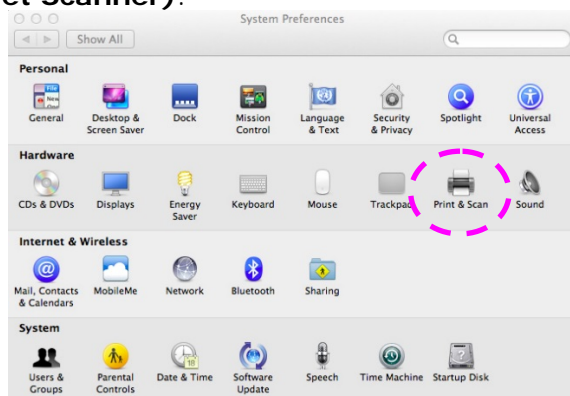 et Scanner).
System Preferences
Show All
Personal
General Desktop & Screen Saver Dock Mission Control Language & Text Security & Privacy Spotlight Universal Access
Hardware
CDs & DVDs Displays Energy Saver Keyboard Mouse Trackpad Print & Scan Sound
Internet & Wireless
Mail, Contacts & Calendars MobileMe Network Bluetooth Sharing
System
Users & Groups Parental Controls Date & Time Software Update Speech Time Machine Startup Disk